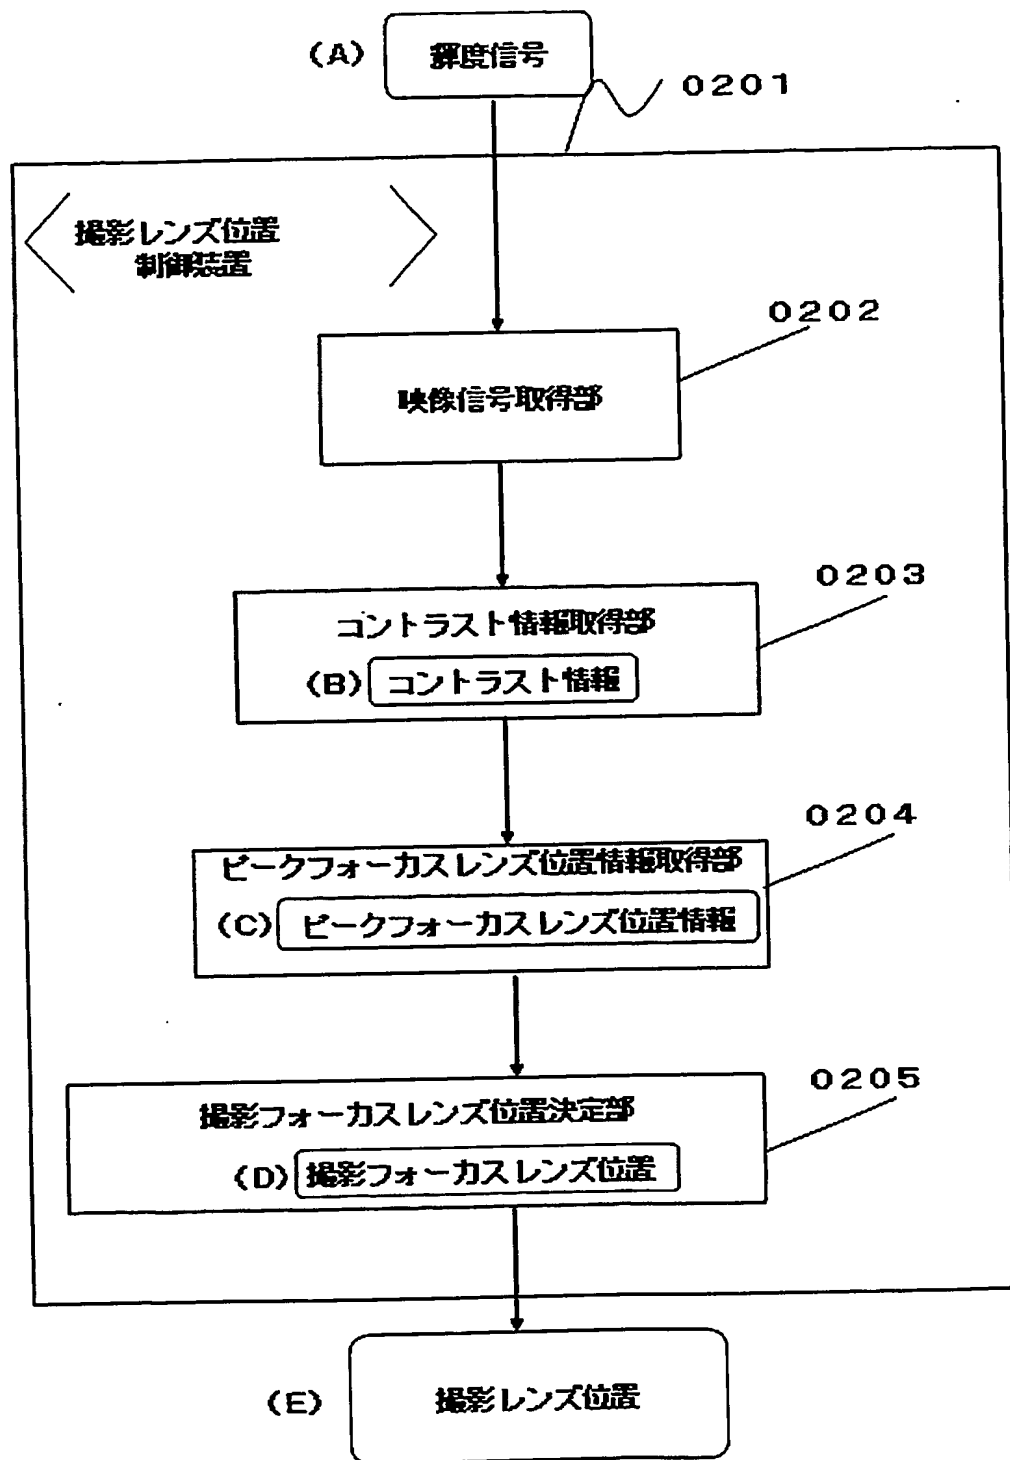 (A) 輝度信号
0201
撮影レンズ位置
制御装置
0202
映像信号取得部
0203
コントラスト情報取得部
(B) コントラスト情報
0204
ピークフォーカスレンズ位置情報取得部
(C) ピークフォーカスレンズ位置情報
0205
撮影フォーカスレンズ位置決定部
(D) 撮影フォーカスレンズ位置
(E) 撮影レンズ位置